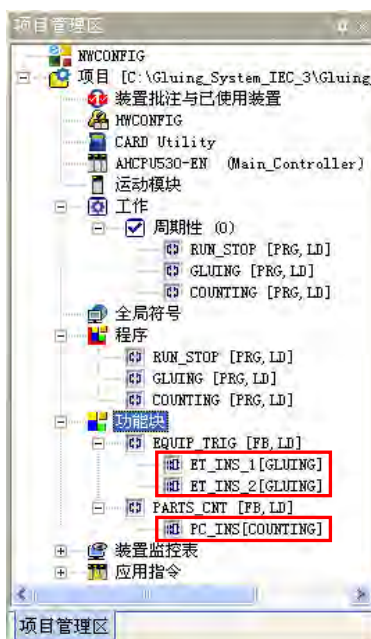 项目管理区
NWCONFIG
项目 [C:\Gluing_System_IEC_3\Gluing_
装置批注与已使用装置
HWCONFIG
CARD Utility
AHCPU530-EN (Main_Controller)
运动模块
工作
周期性 (0)
RUN_STOP [PRG,LD]
GLUING [PRG,LD]
COUNTING [PRG,LD]
全局符号
程序
RUN_STOP [PRG,LD]
GLUING [PRG,LD]
COUNTING [PRG,LD]
功能块
EQUIP_TRIG [FB,LD]
ET_INS_1[GLUING]
ET_INS_2[GLUING]
PARTS_CNT [FB,LD]
PC_INS[COUNTING]
装置监控表
应用指令
项目管理区